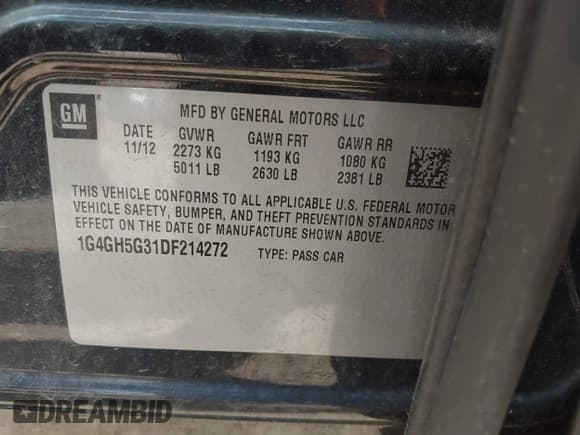 GM
MFD BY GENERAL MOTORS LLC
DATE GVWR GAWR FRT GAWR RR
11/12 2273 KG 1193 KG 1080 KG
5011 LB 2630 LB 2381 LB
THIS VEHICLE CONFORMS TO ALL APPLICABLE U.S. FEDERAL MOTOR
VEHICLE SAFETY, BUMPER, AND THEFT PREVENTION STANDARDS IN
EFFECT ON THE DATE OF MANUFACTURE SHOWN ABOVE.
1G4GH5G31DF214272 TYPE: PASS CAR
DREAMBID